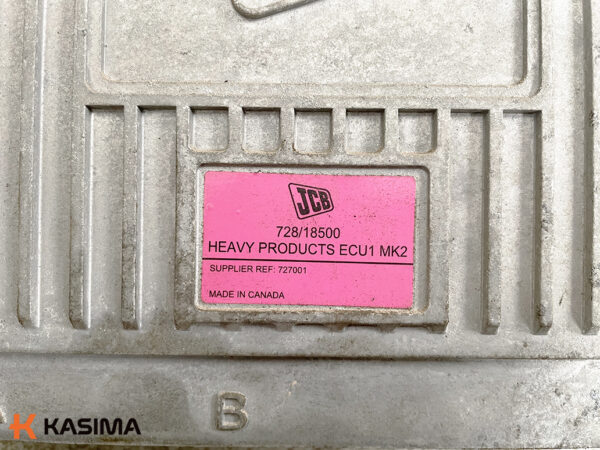 JCB
728/18500
HEAVY PRODUCTS ECU1 MK2
SUPPLIER REF: 727001
MADE IN CANADA
B
KASIMA